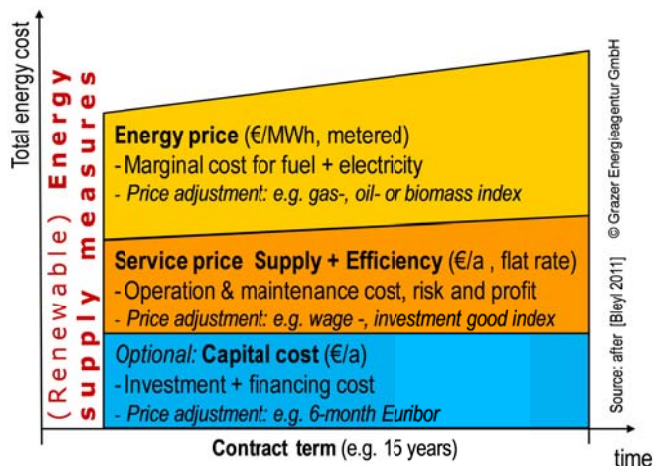 Total energy cost
(Renewable) Energy
supply measures
Energy price (€/MWh, metered)
-Marginal cost for fuel + electricity
- Price adjustment: e.g. gas-, oil- or biomass index
Service price Supply + Efficiency (€/a , flat rate)
-Operation & maintenance cost, risk and profit
- Price adjustment: e.g. wage -, investment good index
Optional: Capital cost (€/a)
-Investment + financing cost
- Price adjustment: e.g. 6-month Euribor
Contract term (e.g. 15 years)
time
Source: after [Bleyl 2011] © Grazer Energieagentur GmbH